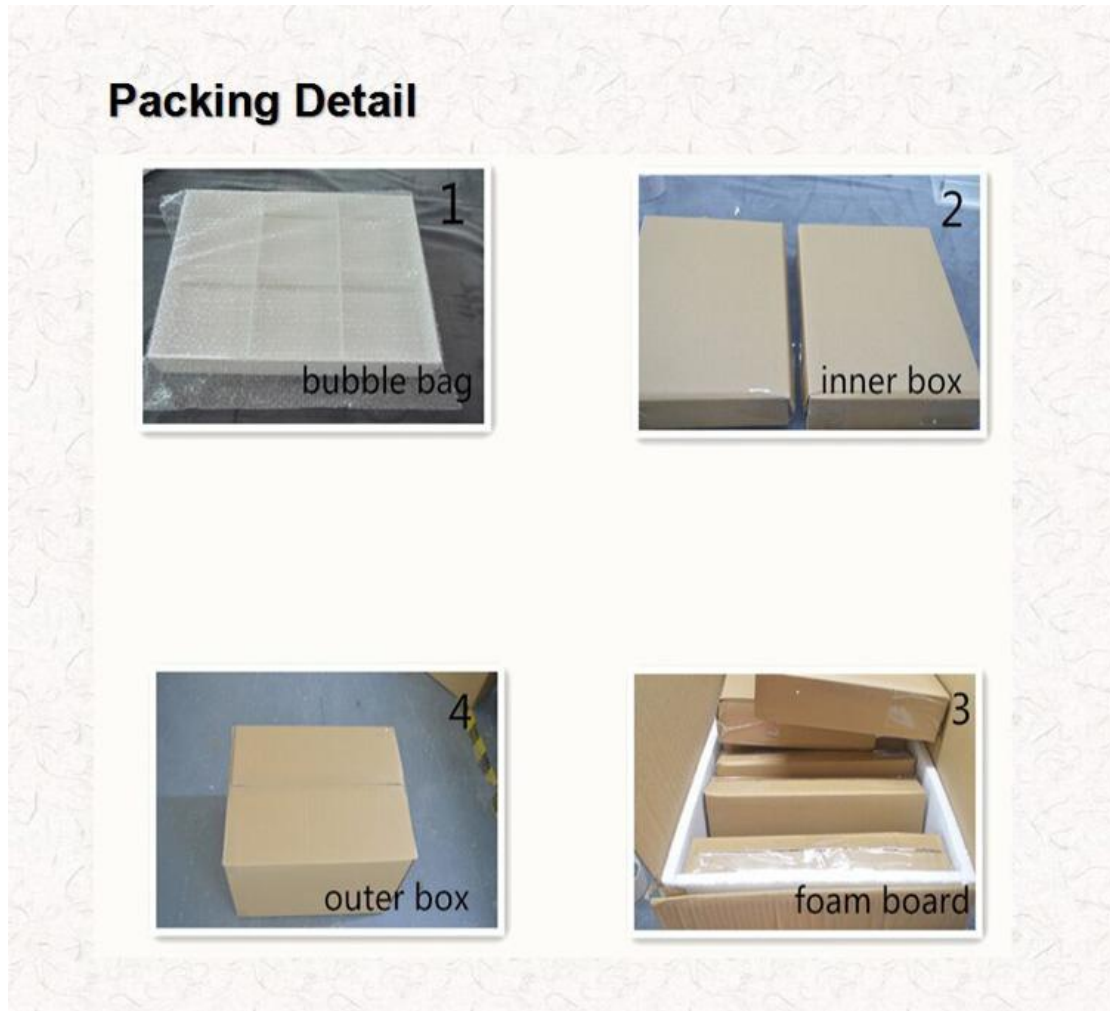 Packing Detail
1
bubble bag
2
inner box
4
outer box
3
foam board